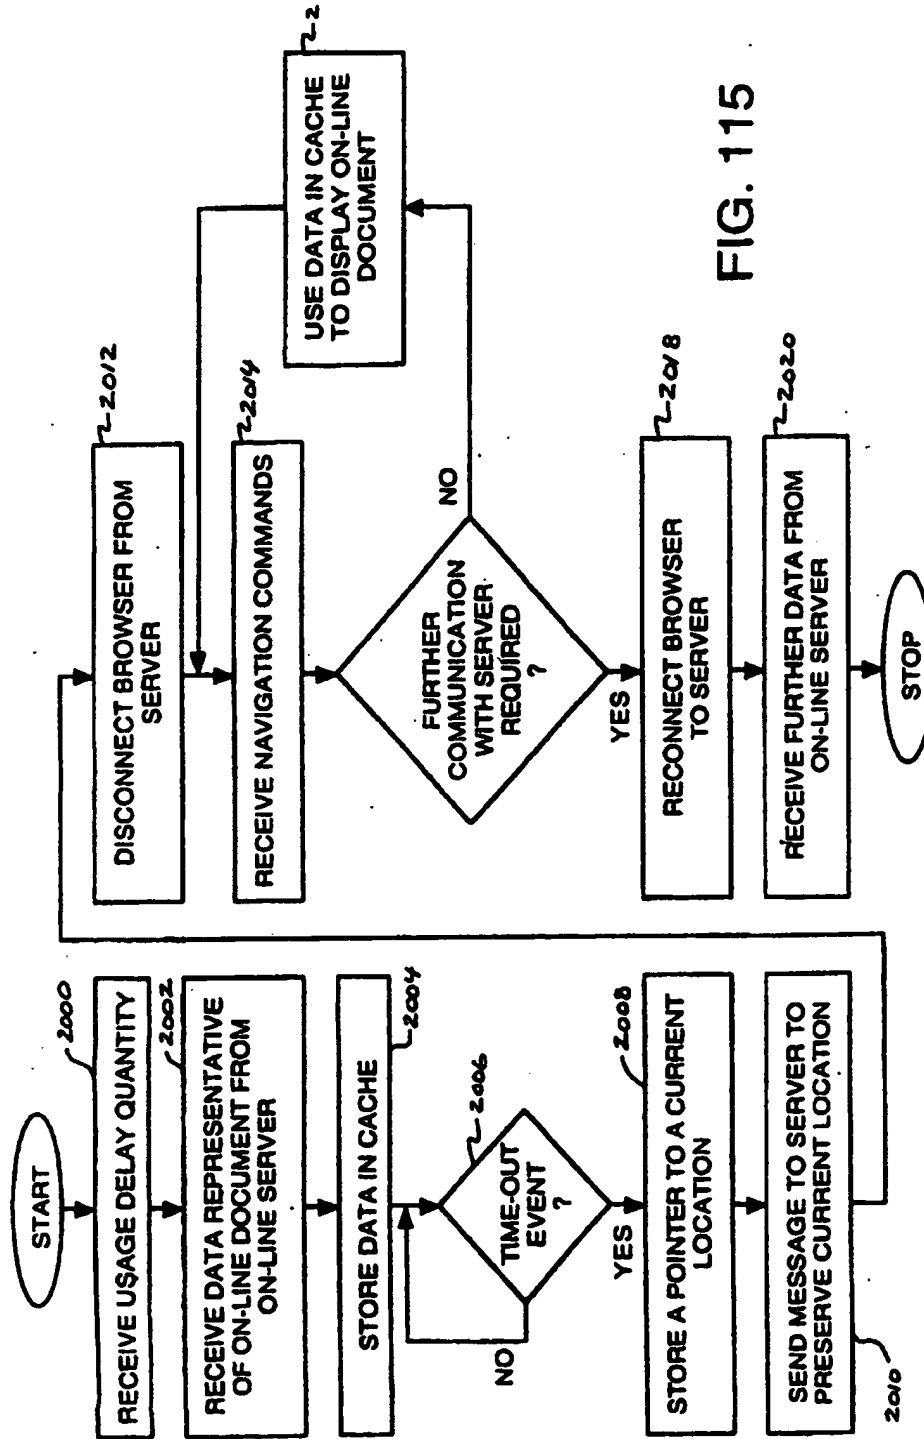 START
2000
RECEIVE USAGE DELAY QUANTITY
2002
RECEIVE DATA REPRESENTATIVE
OF ON-LINE DOCUMENT FROM
ON-LINE SERVER
2004
STORE DATA IN CACHE
2006
TIME-OUT
EVENT
?
NO
YES
2008
STORE A POINTER TO A CURRENT
LOCATION
SEND MESSAGE TO SERVER TO
PRESERVE CURRENT LOCATION
2010
2012
DISCONNECT BROWSER FROM
SERVER
2014
RECEIVE NAVIGATION COMMANDS
FURTHER
COMMUNICATION
WITH SERVER
REQUIRED
?
NO
YES
USE DATA IN CACHE
TO DISPLAY ON-LINE
DOCUMENT
2018
RECONNECT BROWSER
TO SERVER
2020
RECEIVE FURTHER DATA FROM
ON-LINE SERVER
STOP
FIG. 115